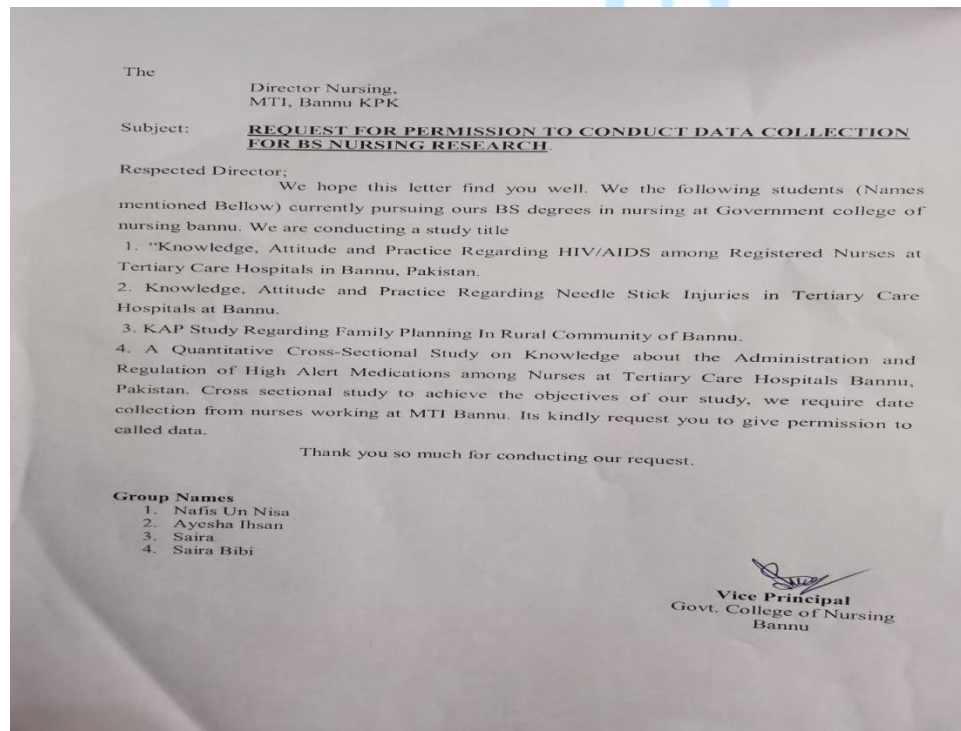 The
Director Nursing,
MTI, Bannu KPK
Subject: REQUEST FOR PERMISSION TO CONDUCT DATA COLLECTION
FOR BS NURSING RESEARCH.
Respected Director;
We hope this letter find you well. We the following students (Names
mentioned Bellow) currently pursuing ours BS degrees in nursing at Government college of
nursing bannu. We are conducting a study title
1. “Knowledge, Attitude and Practice Regarding HIV/AIDS among Registered Nurses at
Tertiary Care Hospitals in Bannu, Pakistan.
2. Knowledge, Attitude and Practice Regarding Needle Stick Injuries in Tertiary Care
Hospitals at Bannu.
3. KAP Study Regarding Family Planning In Rural Community of Bannu.
4. A Quantitative Cross-Sectional Study on Knowledge about the Administration and
Regulation of High Alert Medications among Nurses at Tertiary Care Hospitals Bannu,
Pakistan. Cross sectional study to achieve the objectives of our study, we require date
collection from nurses working at MTI Bannu. Its kindly request you to give permission to
called data.
Thank you so much for conducting our request.
Group Names
1. Nafis Un Nisa
2. Ayesha Ihsan
3. Saira
4. Saira Bibi
Vice Principal
Govt. College of Nursing
Bannu